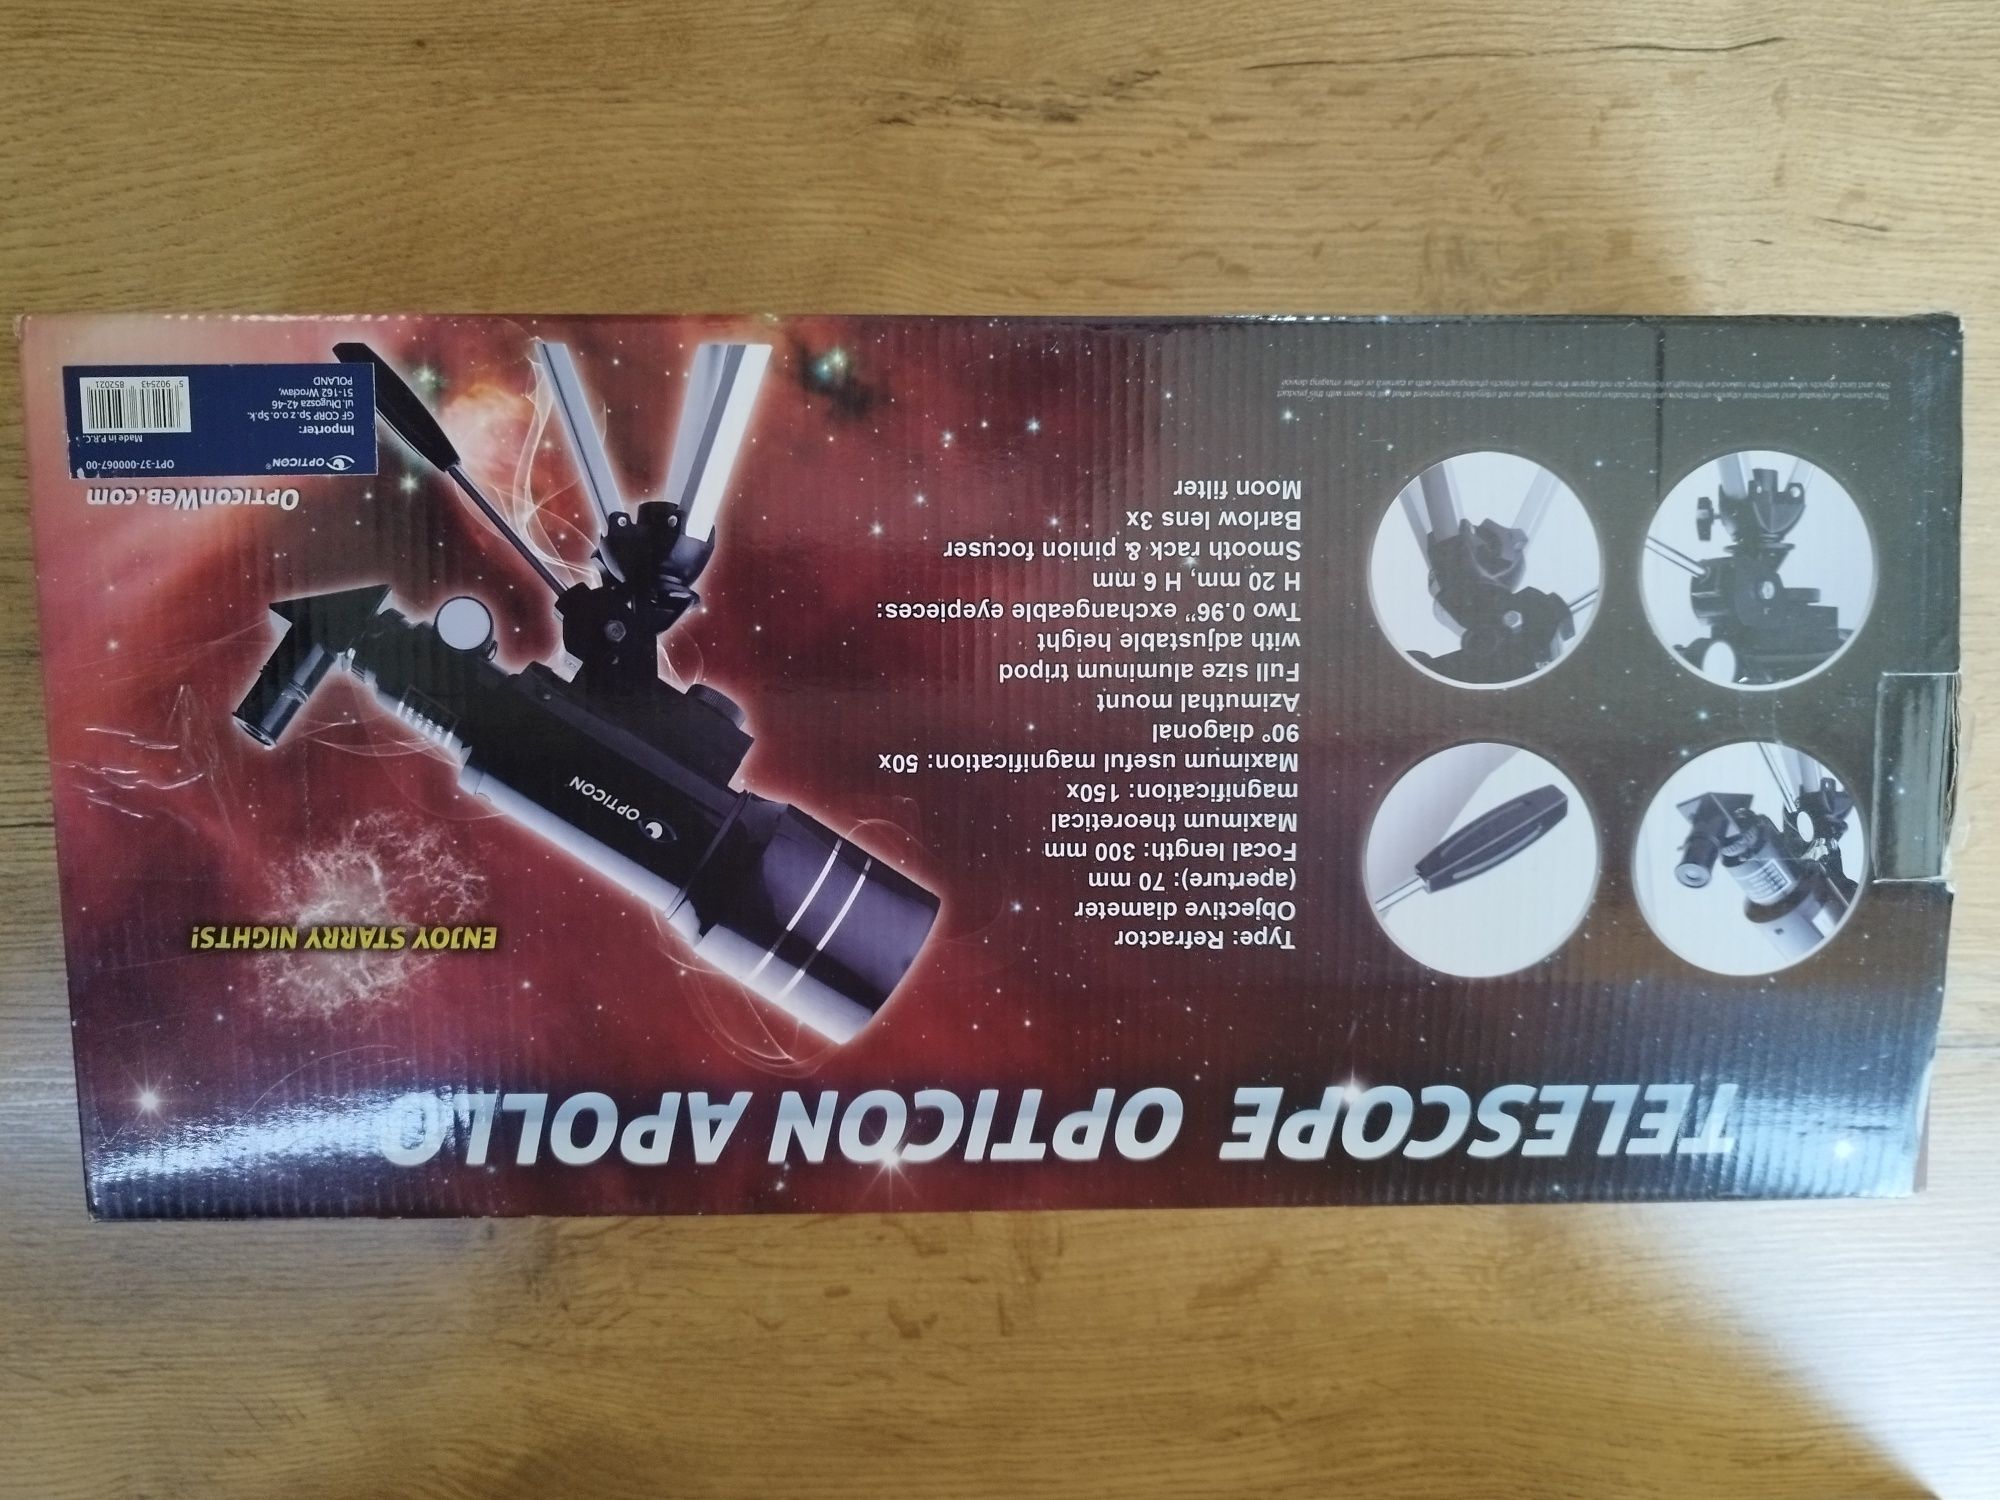 TELESCOPE OPTICON APOLLO
Type: Refractor
Objective diameter
(aperture): 70 mm
Focal length: 300 mm
Maximum theoretical
magnification: 150x
Maximum useful magnification: 50x
90° diagonal
Azimuthal mount
Full size aluminum tripod
with adjustable height
Two 0.96" exchangeable eyepieces:
H 20 mm, H 6 mm
Smooth rack & pinion focuser
Barlow lens 3x
Moon filter
ENJOY STARRY NIGHTS!
OPTICON
OPTICONWEB.COM
OPTICON®
OPT-37-000067-00
Importer:
GF CORP Sp. z o.o. Sp.k.
ul. Długosza 42-46
51-162 Wrocław,
POLAND
Made in P.R.C.
5 902543 852021